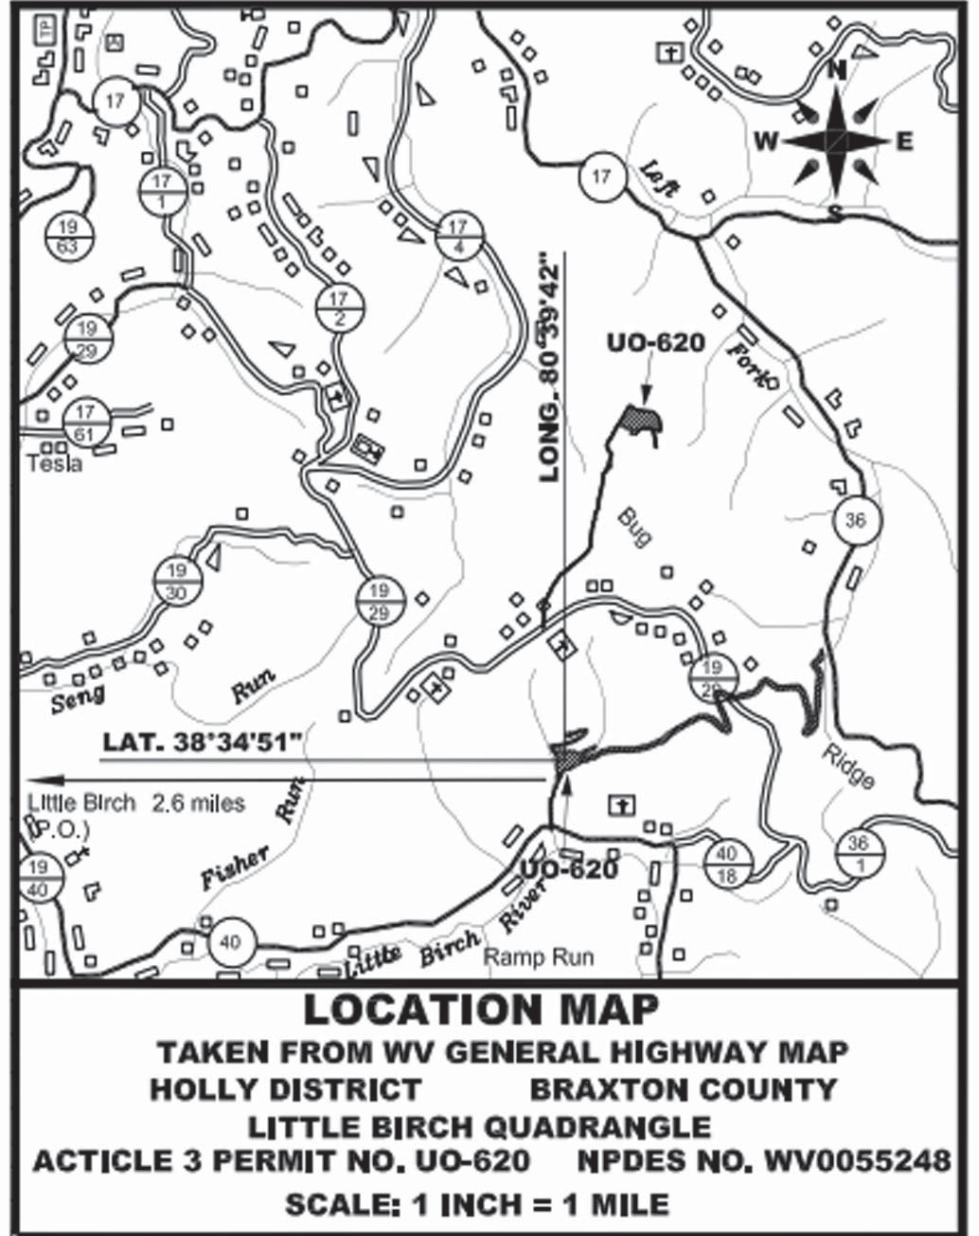 TP
N
17
W E
17
Left
17
1
S
19
63
17
4
LONG. 80°39'42"
17
2
UO-620
19
29
Fork
17
61
Tesla
36
Bug
19
30
19
29
19
29
Seng
Run
LAT. 38°34'51"
Ridge
LIttle BIrch 2.6 miles
(P.O.)
Run
Fisher
36
1
40
18
19
40
UO-620
River
40
Little Birch
Ramp Run
LOCATION MAP
TAKEN FROM WV GENERAL HIGHWAY MAP
HOLLY DISTRICT BRAXTON COUNTY
LITTLE BIRCH QUADRANGLE
ACTICLE 3 PERMIT NO. UO-620 NPDES NO. WV0055248
SCALE: 1 INCH = 1 MILE